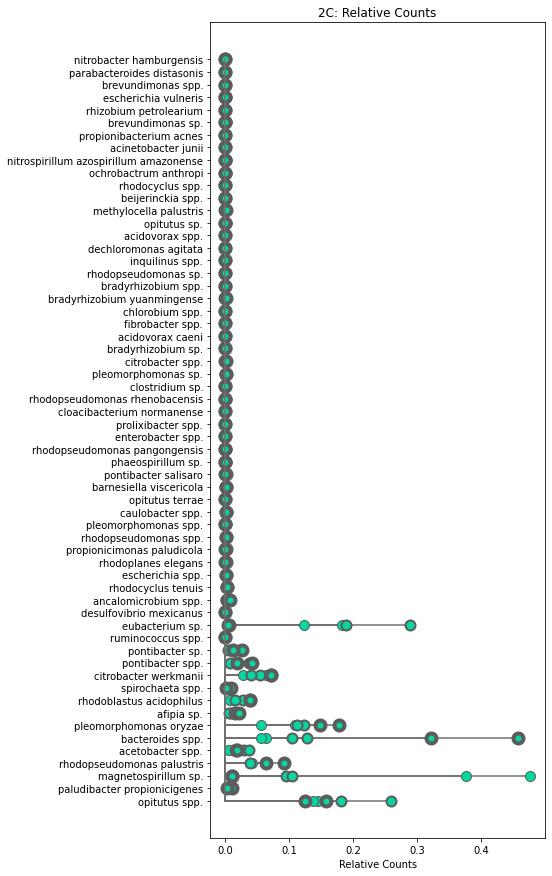 2C: Relative Counts
nitrobacter hamburgensis
parabacteroides distasonis
brevundimonas spp.
escherichia vulneris
rhizobium petrolearium
brevundimonas sp.
propionibacterium acnes
acinetobacter junii
nitrospirillum azospirillum amazonense
ochrobactrum anthropi
rhodocyclus spp.
beijerinckia spp.
methylocella palustris
opitutus sp.
acidovorax spp.
dechloromonas agitata
inquilinus spp.
rhodopseudomonas sp.
bradyrhizobium spp.
bradyrhizobium yuanmingense
chlorobium spp.
fibrobacter spp.
acidovorax caeni
bradyrhizobium sp.
citrobacter spp.
pleomorphomonas sp.
clostridium sp.
rhodopseudomonas rhenobacensis
cloacibacterium normanense
prolixibacter spp.
enterobacter spp.
rhodopseudomonas pangongensis
phaeospirillum sp.
pontibacter salisaro
barnesiella viscericola
opitutus terrae
caulobacter spp.
pleomorphomonas spp.
rhodopseudomonas spp.
propionicimonas paludicola
rhodoplanes elegans
escherichia spp.
rhodocyclus tenuis
ancalomicrobium spp.
desulfovibrio mexicanus
eubacterium sp.
ruminococcus spp.
pontibacter sp.
pontibacter spp.
citrobacter werkmanii
spirochaeta spp.
rhodoblastus acidophilus
afipia sp.
pleomorphomonas oryzae
bacteroides spp.
acetobacter spp.
rhodopseudomonas palustris
magnetospirillum sp.
paludibacter propionicigenes
opitutus spp.
0.0 0.1 0.2 0.3 0.4
Relative Counts